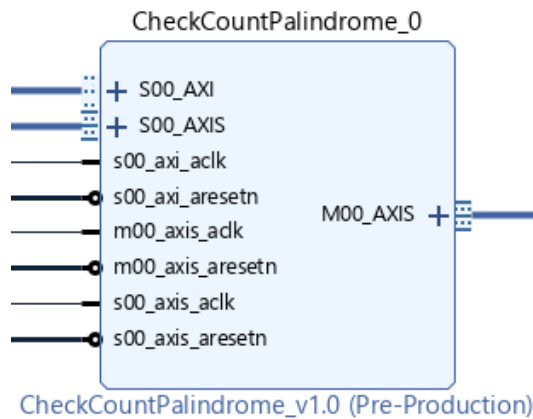 CheckCountPalindrome_0
S00_AXI
S00_AXIS
s00_axi_aclk
s00_axi_aresetn
m00_axis_aclk
m00_axis_aresetn
s00_axis_aclk
s00_axis_aresetn
M00_AXIS
CheckCountPalindrome_v1.0 (Pre-Production)